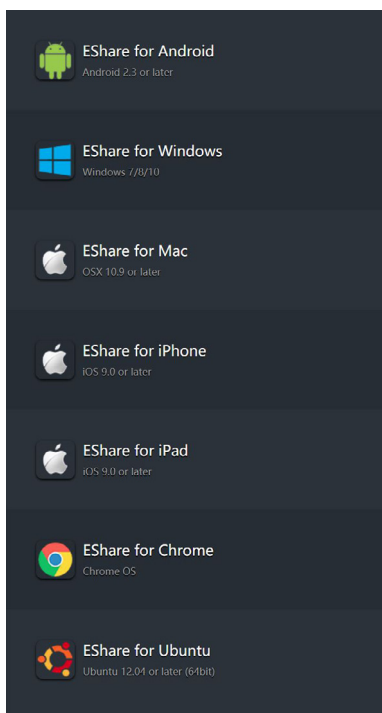 EShare for Android
Android 2.3 or later
EShare for Windows
Windows 7/8/10
EShare for Mac
OSX 10.9 or later
EShare for iPhone
iOS 9.0 or later
EShare for iPad
iOS 9.0 or later
EShare for Chrome
Chrome OS
EShare for Ubuntu
Ubuntu 12.04 or later (64bit)